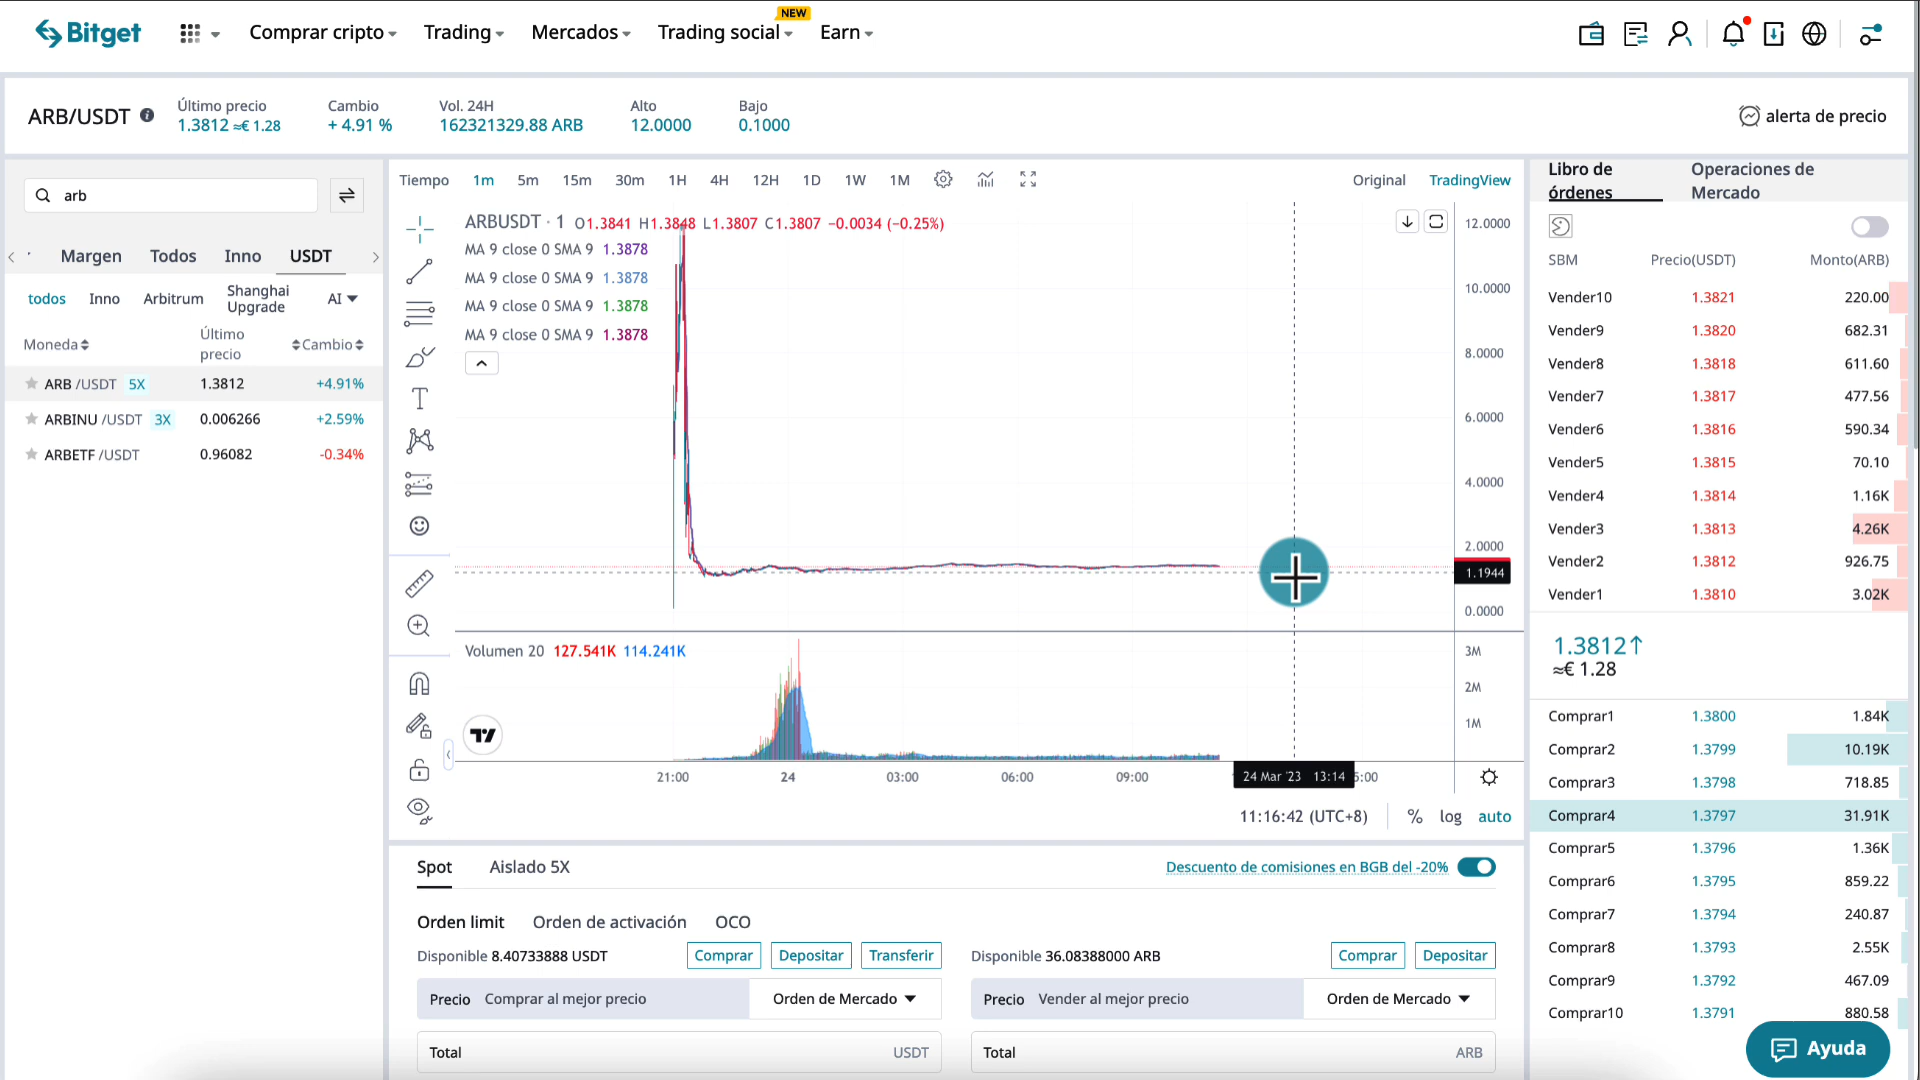 Bitget
Comprar cripto
Trading
Mercados
Trading social
NEW
Earn
ARB/USDT
Último precio
1.3812 ≈€ 1.28
Cambio
+ 4.91 %
Vol. 24H
162321329.88 ARB
Alto
12.0000
Bajo
0.1000
alerta de precio
arb
Margen Todos Inno USDT
todos Inno Arbitrum Shanghai Upgrade AI
Moneda Último precio Cambio
ARB /USDT 5X 1.3812 +4.91%
ARBINU /USDT 3X 0.006266 +2.59%
ARBETF /USDT 0.96082 -0.34%
Tiempo 1m 5m 15m 30m 1H 4H 12H 1D 1W 1M
Original TradingView
ARBUSDT · 1 O1.3841 H1.3848 L1.3807 C1.3807 −0.0034 (−0.25%)
MA 9 close 0 SMA 9 1.3878
MA 9 close 0 SMA 9 1.3878
MA 9 close 0 SMA 9 1.3878
MA 9 close 0 SMA 9 1.3878
12.0000
10.0000
8.0000
6.0000
4.0000
2.0000
1.1944
0.0000
Volumen 20 127.541K 114.241K
3M
2M
1M
21:00 24 03:00 06:00 09:00 24 Mar '23 13:14 5:00
11:16:42 (UTC+8) % log auto
Spot Aislado 5X
Descuento de comisiones en BGB del -20%
Orden limit Orden de activación OCO
Disponible 8.40733888 USDT Comprar Depositar Transferir
Precio Comprar al mejor precio Orden de Mercado
Total USDT
Disponible 36.08388000 ARB Comprar Depositar
Precio Vender al mejor precio Orden de Mercado
Total ARB
Libro de órdenes
Operaciones de Mercado
SBM Precio(USDT) Monto(ARB)
Vender10 1.3821 220.00
Vender9 1.3820 682.31
Vender8 1.3818 611.60
Vender7 1.3817 477.56
Vender6 1.3816 590.34
Vender5 1.3815 70.10
Vender4 1.3814 1.16K
Vender3 1.3813 4.26K
Vender2 1.3812 926.75
Vender1 1.3810 3.02K
1.3812↑
≈€ 1.28
Comprar1 1.3800 1.84K
Comprar2 1.3799 10.19K
Comprar3 1.3798 718.85
Comprar4 1.3797 31.91K
Comprar5 1.3796 1.36K
Comprar6 1.3795 859.22
Comprar7 1.3794 240.87
Comprar8 1.3793 2.55K
Comprar9 1.3792 467.09
Comprar10 1.3791 880.58
Ayuda